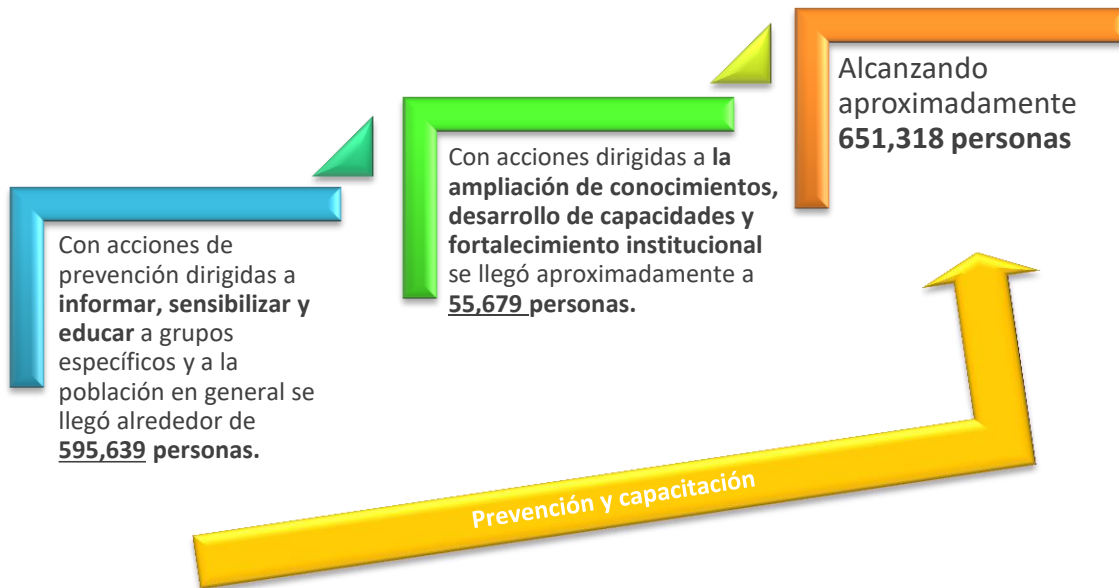 Con acciones de
prevención dirigidas a
informar, sensibilizar y
educar a grupos
específicos y a la
población en general se
llegó alrededor de
595,639 personas.
Con acciones dirigidas a la
ampliación de conocimientos,
desarrollo de capacidades y
fortalecimiento institucional
se llegó aproximadamente a
55,679 personas.
Alcanzando
aproximadamente
651,318 personas
Prevención y capacitación